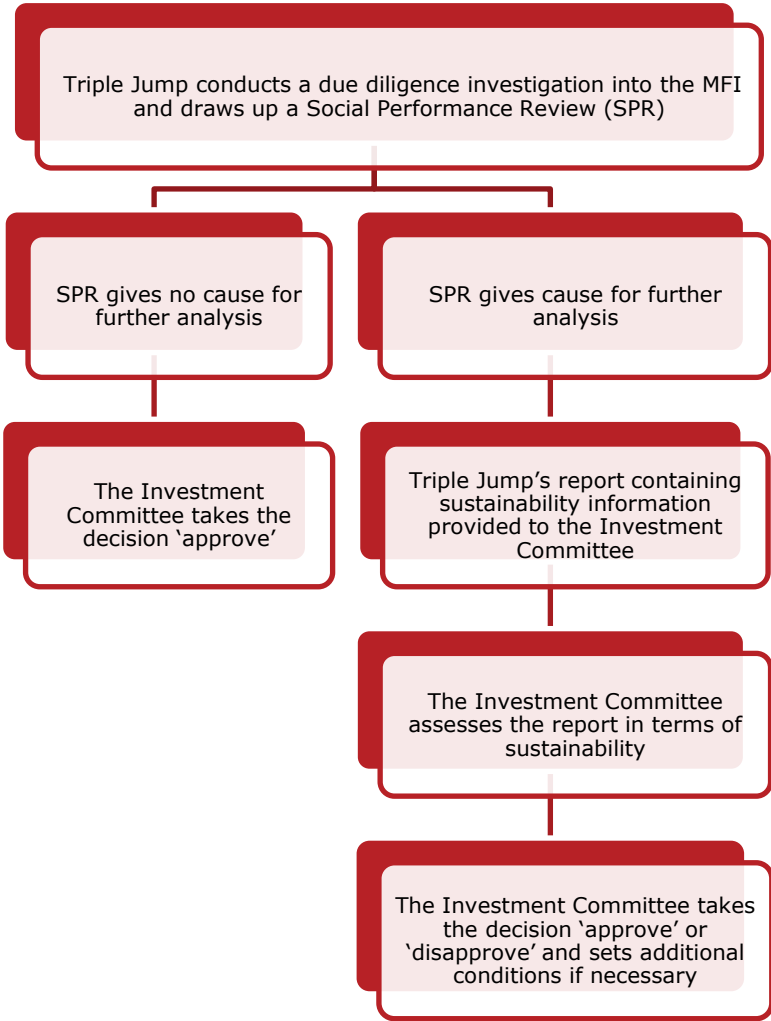 Triple Jump conducts a due diligence investigation into the MFI
and draws up a Social Performance Review (SPR)
SPR gives no cause for
further analysis
SPR gives cause for further
analysis
The Investment
Committee takes the
decision ‘approve’
Triple Jump’s report containing
sustainability information
provided to the Investment
Committee
The Investment Committee
assesses the report in terms of
sustainability
The Investment Committee takes
the decision ‘approve’ or
‘disapprove’ and sets additional
conditions if necessary